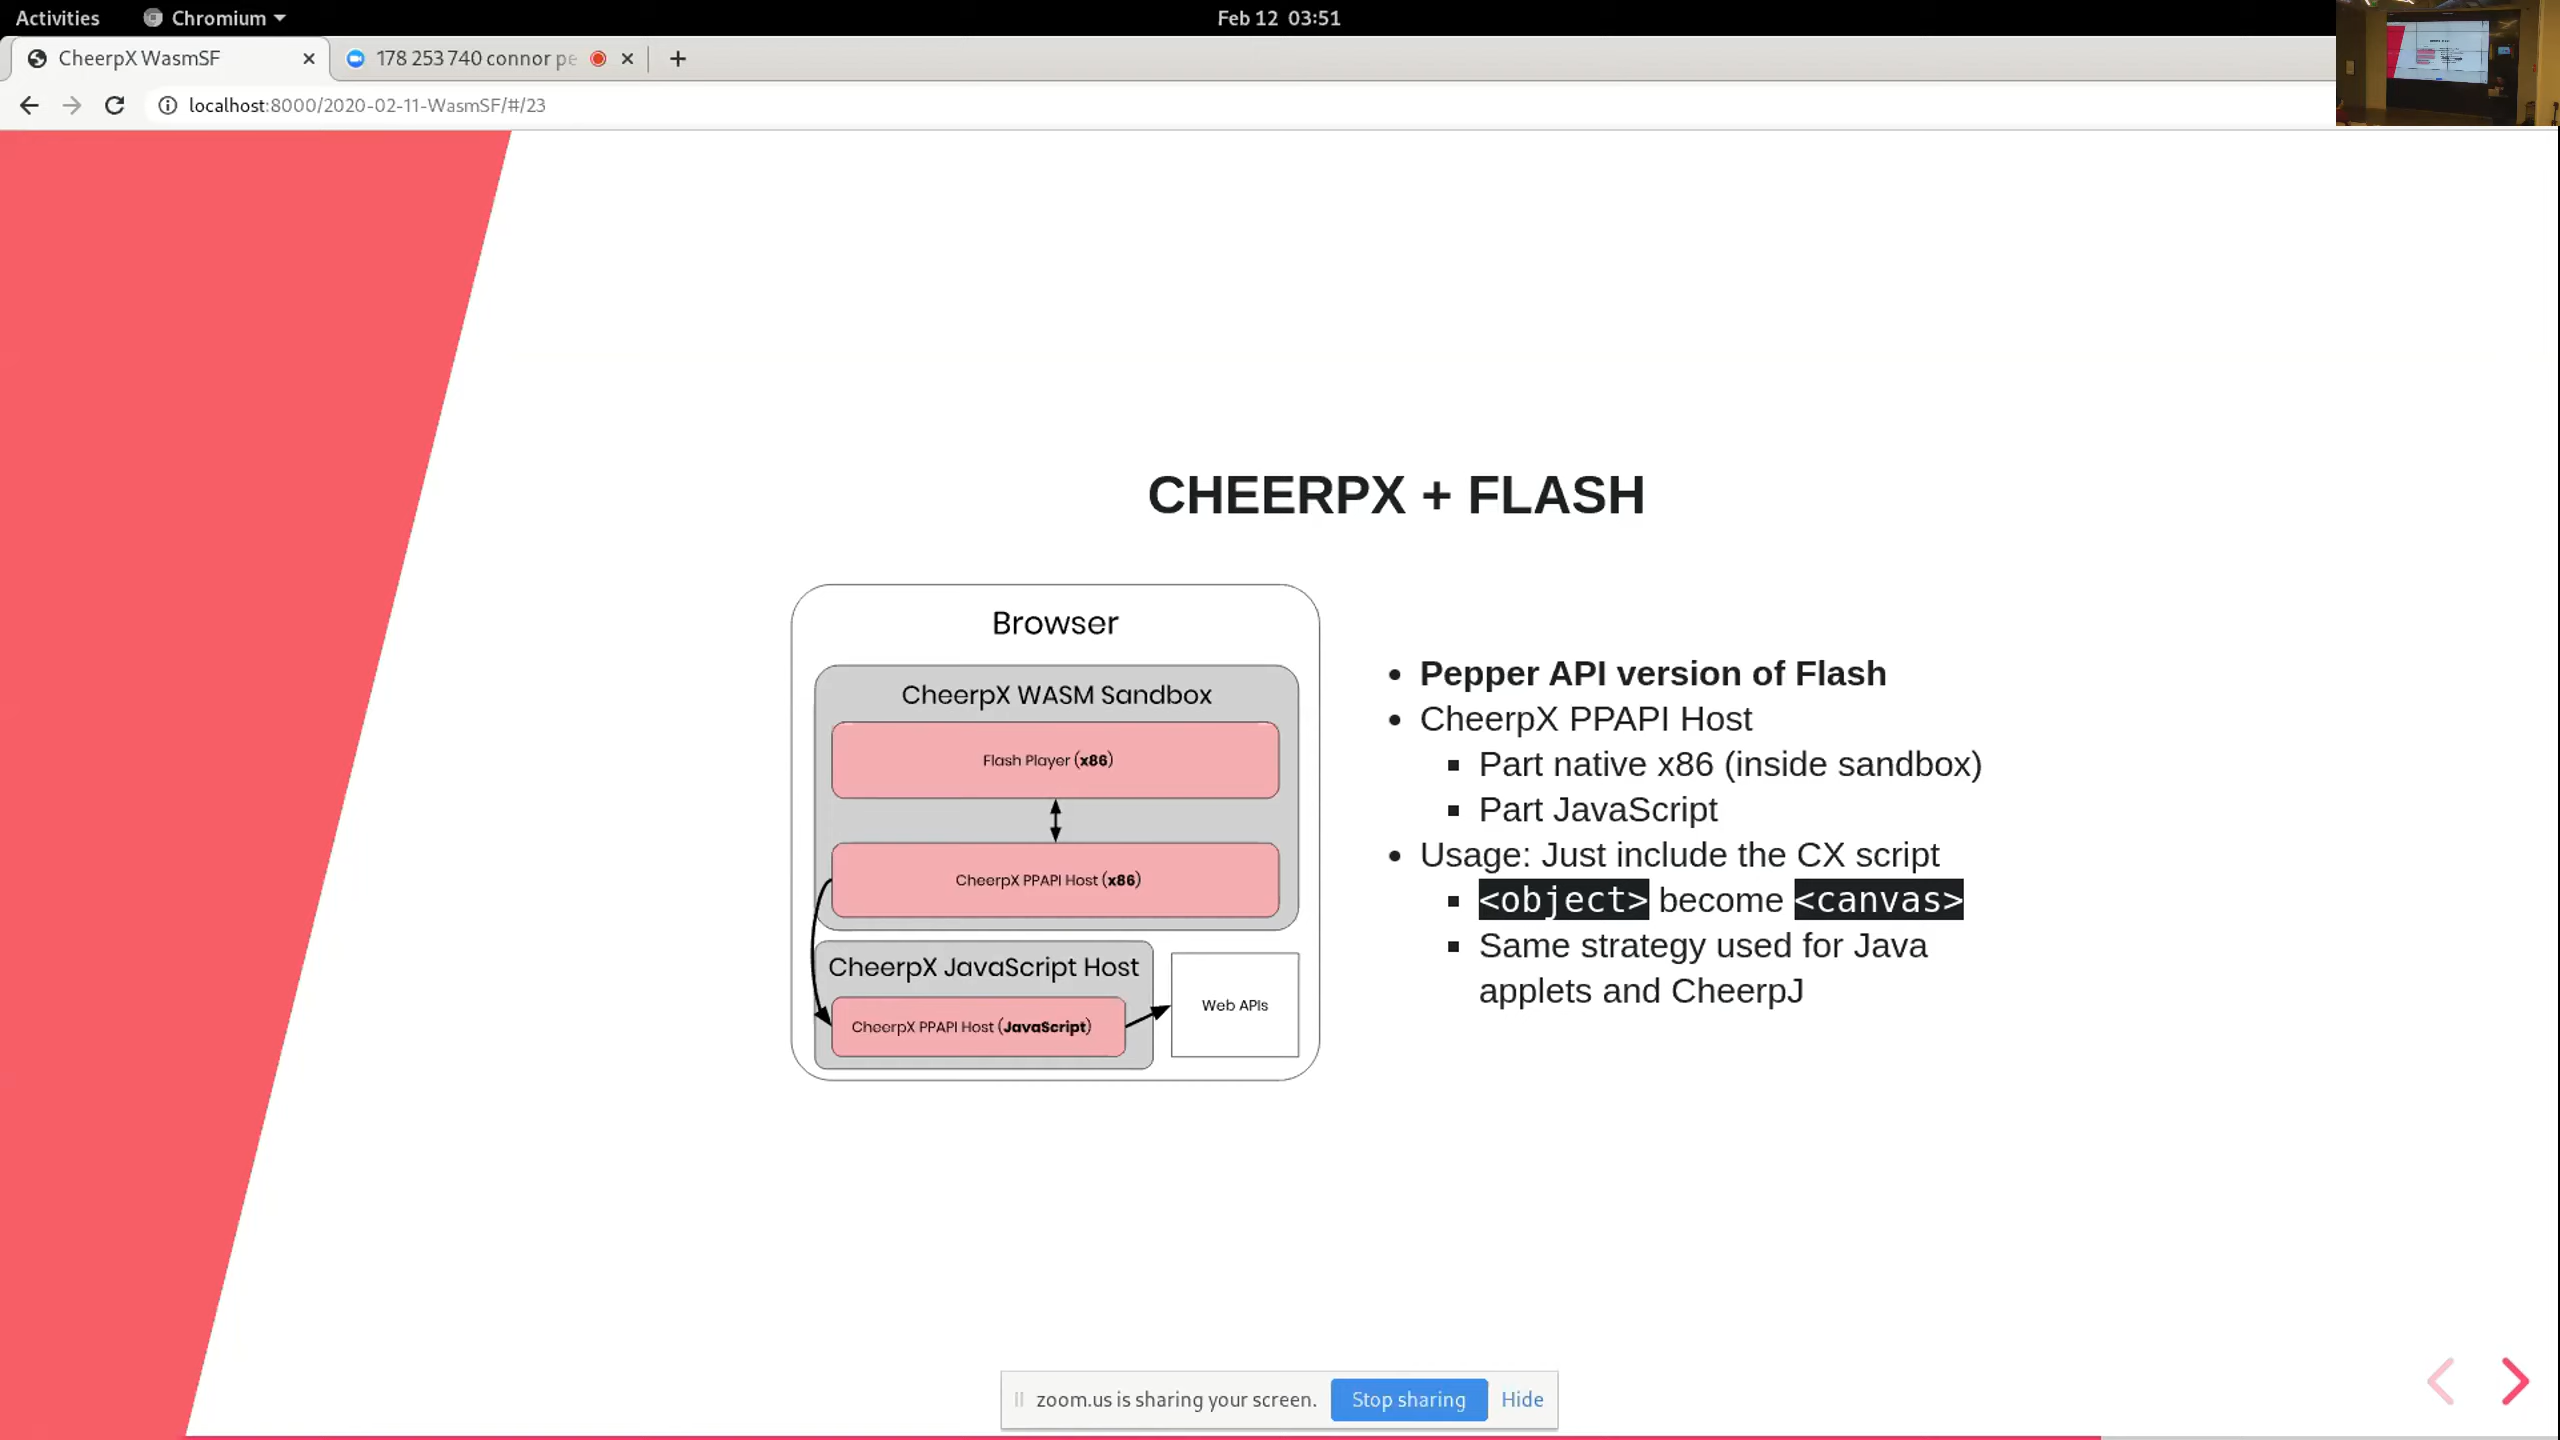 Activities
Chromium
Feb 12 03:51
CheerpX WasmSF
178 253 740 connor pe
localhost:8000/2020-02-11-WasmSF/#/23
CHEERPX + FLASH
Browser
CheerpX WASM Sandbox
Flash Player (x86)
CheerpX PPAPI Host (x86)
CheerpX JavaScript Host
CheerpX PPAPI Host (JavaScript)
Web APIs
Pepper API version of Flash
CheerpX PPAPI Host
Part native x86 (inside sandbox)
Part JavaScript
Usage: Just include the CX script
<object> become <canvas>
Same strategy used for Java
applets and CheerpJ
zoom.us is sharing your screen.
Stop sharing
Hide